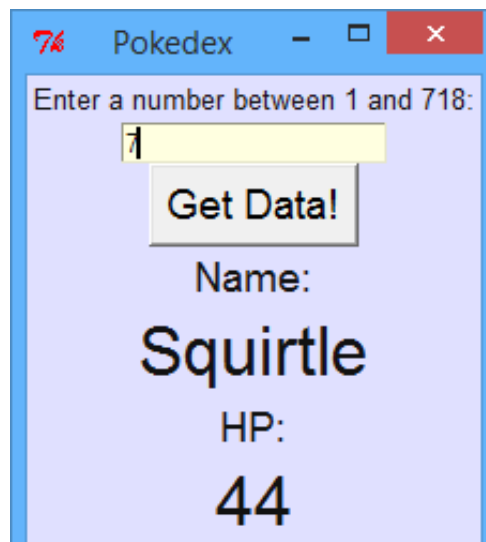 Pokedex
Enter a number between 1 and 718:
7
Get Data!
Name:
Squirtle
HP:
44